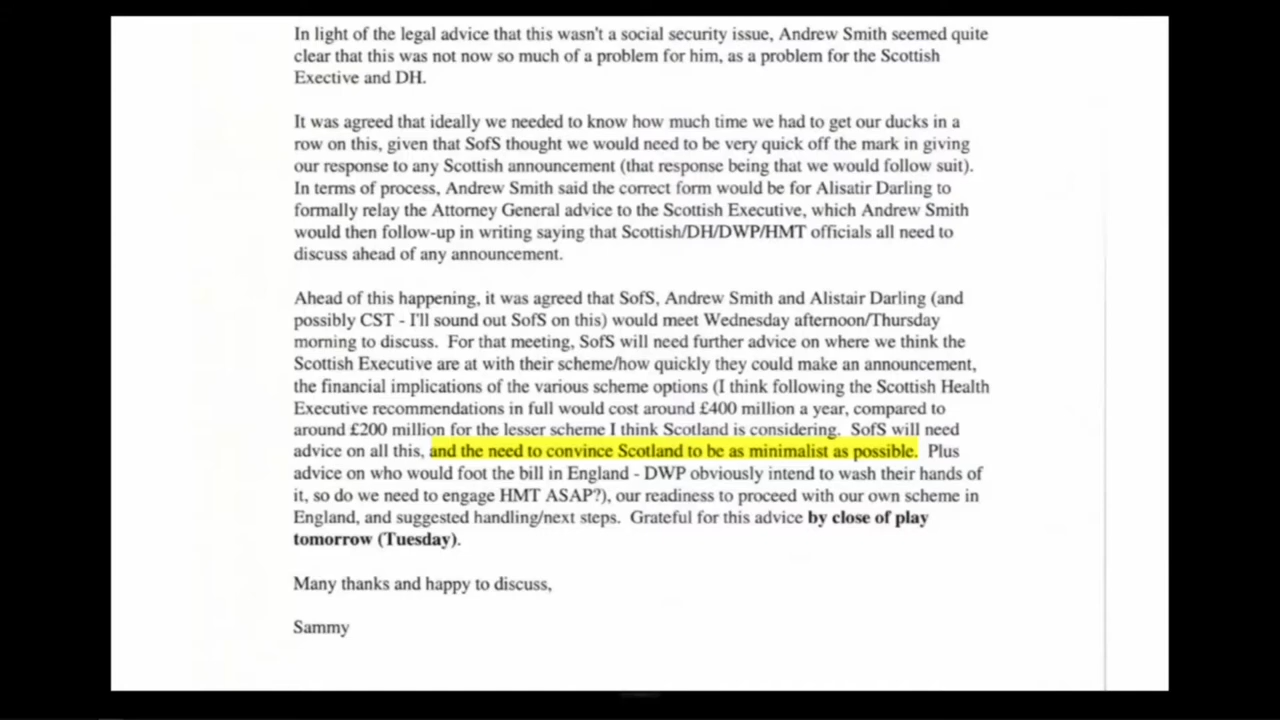 In light of the legal advice that this wasn't a social security issue, Andrew Smith seemed quite
clear that this was not now so much of a problem for him, as a problem for the Scottish
Exective and DH.
It was agreed that ideally we needed to know how much time we had to get our ducks in a
row on this, given that SofS thought we would need to be very quick off the mark in giving
our response to any Scottish announcement (that response being that we would follow suit).
In terms of process, Andrew Smith said the correct form would be for Alisatir Darling to
formally relay the Attorney General advice to the Scottish Executive, which Andrew Smith
would then follow-up in writing saying that Scottish/DH/DWP/HMT officials all need to
discuss ahead of any announcement.
Ahead of this happening, it was agreed that SofS, Andrew Smith and Alistair Darling (and
possibly CST - I'll sound out SofS on this) would meet Wednesday afternoon/Thursday
morning to discuss. For that meeting, SofS will need further advice on where we think the
Scottish Executive are at with their scheme/how quickly they could make an announcement,
the financial implications of the various scheme options (I think following the Scottish Health
Executive recommendations in full would cost around £400 million a year, compared to
around £200 million for the lesser scheme I think Scotland is considering. SofS will need
advice on all this, and the need to convince Scotland to be as minimalist as possible. Plus
advice on who would foot the bill in England - DWP obviously intend to wash their hands of
it, so do we need to engage HMT ASAP?), our readiness to proceed with our own scheme in
England, and suggested handling/next steps. Grateful for this advice by close of play
tomorrow (Tuesday).
Many thanks and happy to discuss,
Sammy